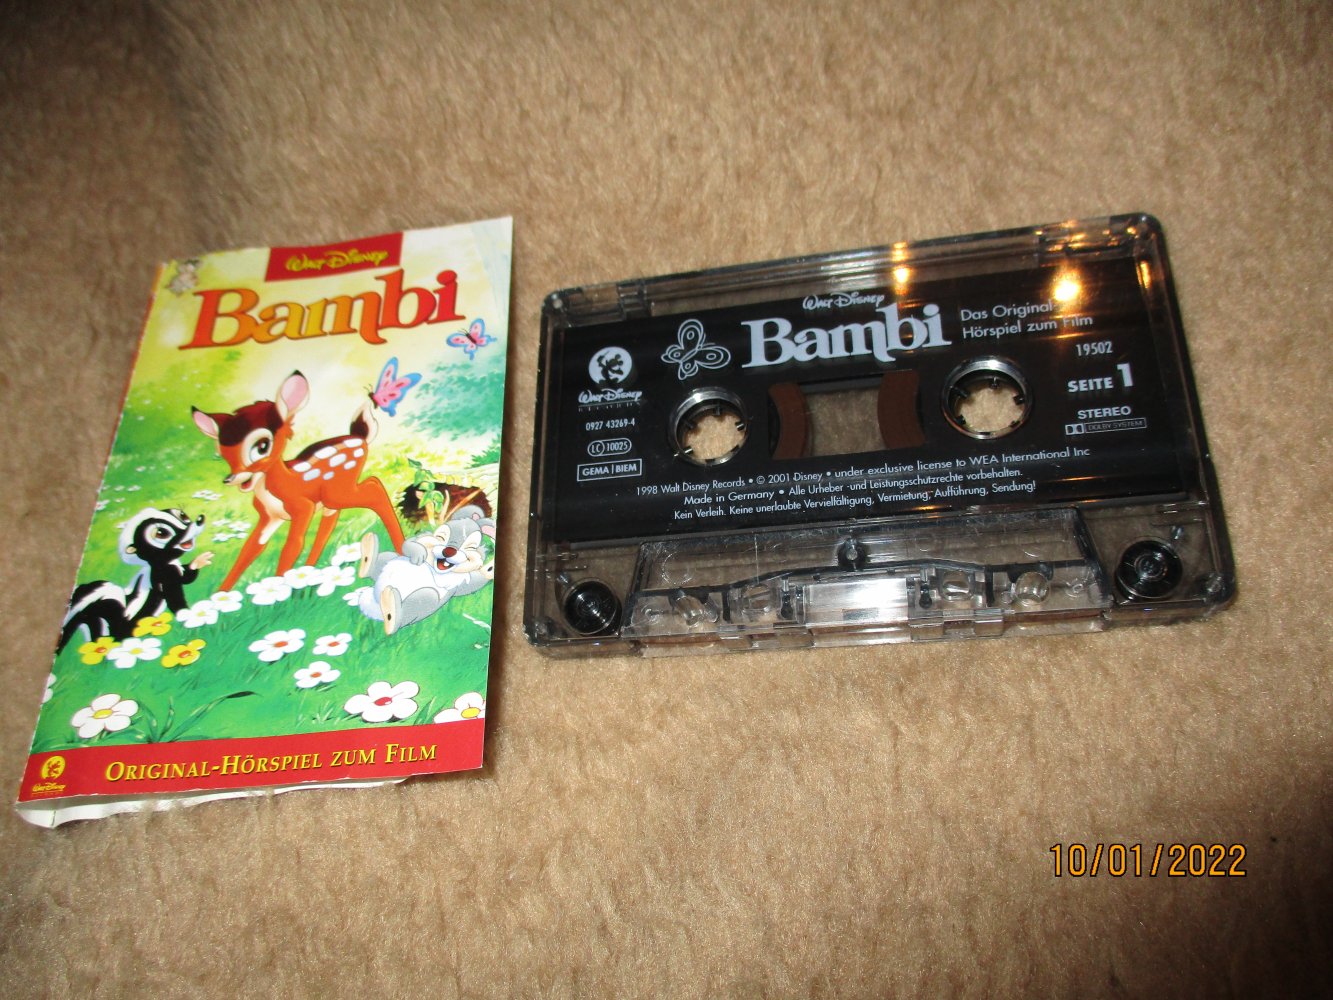 WALT DISNEY
Bambi
ORIGINAL-HÖRSPIEL ZUM FILM
WALT DISNEY
WALT DISNEY
Bambi
Das Original-
Hörspiel zum Film
19502
SEITE 1
STEREO
DOLBY SYSTEM
WALT DISNEY
RECORDS
0927 43269-4
LC 10025
GEMA | BIEM
1998 Walt Disney Records • © 2001 Disney • under exclusive license to WEA International Inc
Made in Germany • Alle Urheber -und Leistungsschutzrechte vorbehalten.
Kein Verleih. Keine unerlaubte Vervielfältigung, Vermietung, Aufführung, Sendung!
10/01/2022